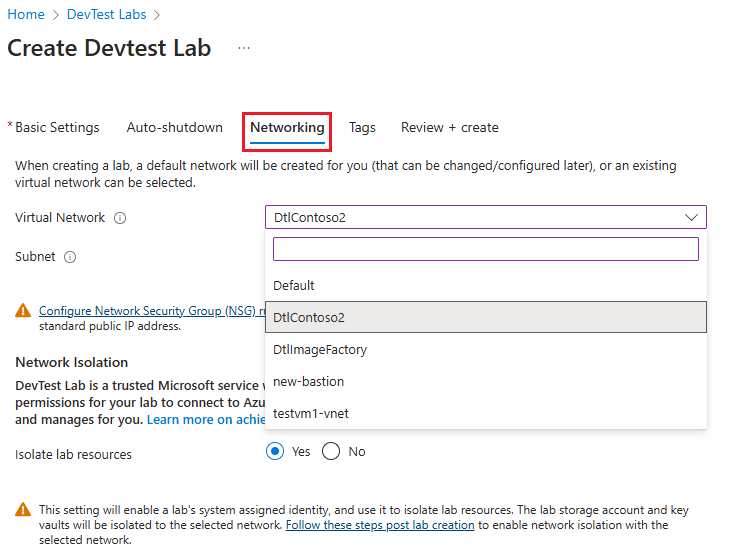 Home > DevTest Labs >
Create Devtest Lab ...
* Basic Settings Auto-shutdown Networking Tags Review + create
When creating a lab, a default network will be created for you (that can be changed/configured later), or an existing
virtual network can be selected.
Virtual Network DtlContoso2
Subnet
Default
DtlContoso2
DtlImageFactory
new-bastion
testvm1-vnet
Configure Network Security Group (NSG)
standard public IP address.
Network Isolation
DevTest Lab is a trusted Microsoft service
permissions for your lab to connect to
and manages for you. Learn more on
Isolate lab resources Yes No
This setting will enable a lab's system assigned identity, and use it to isolate lab resources. The lab storage account and key
vaults will be isolated to the selected network. Follow these steps post lab creation to enable network isolation with the
selected network.